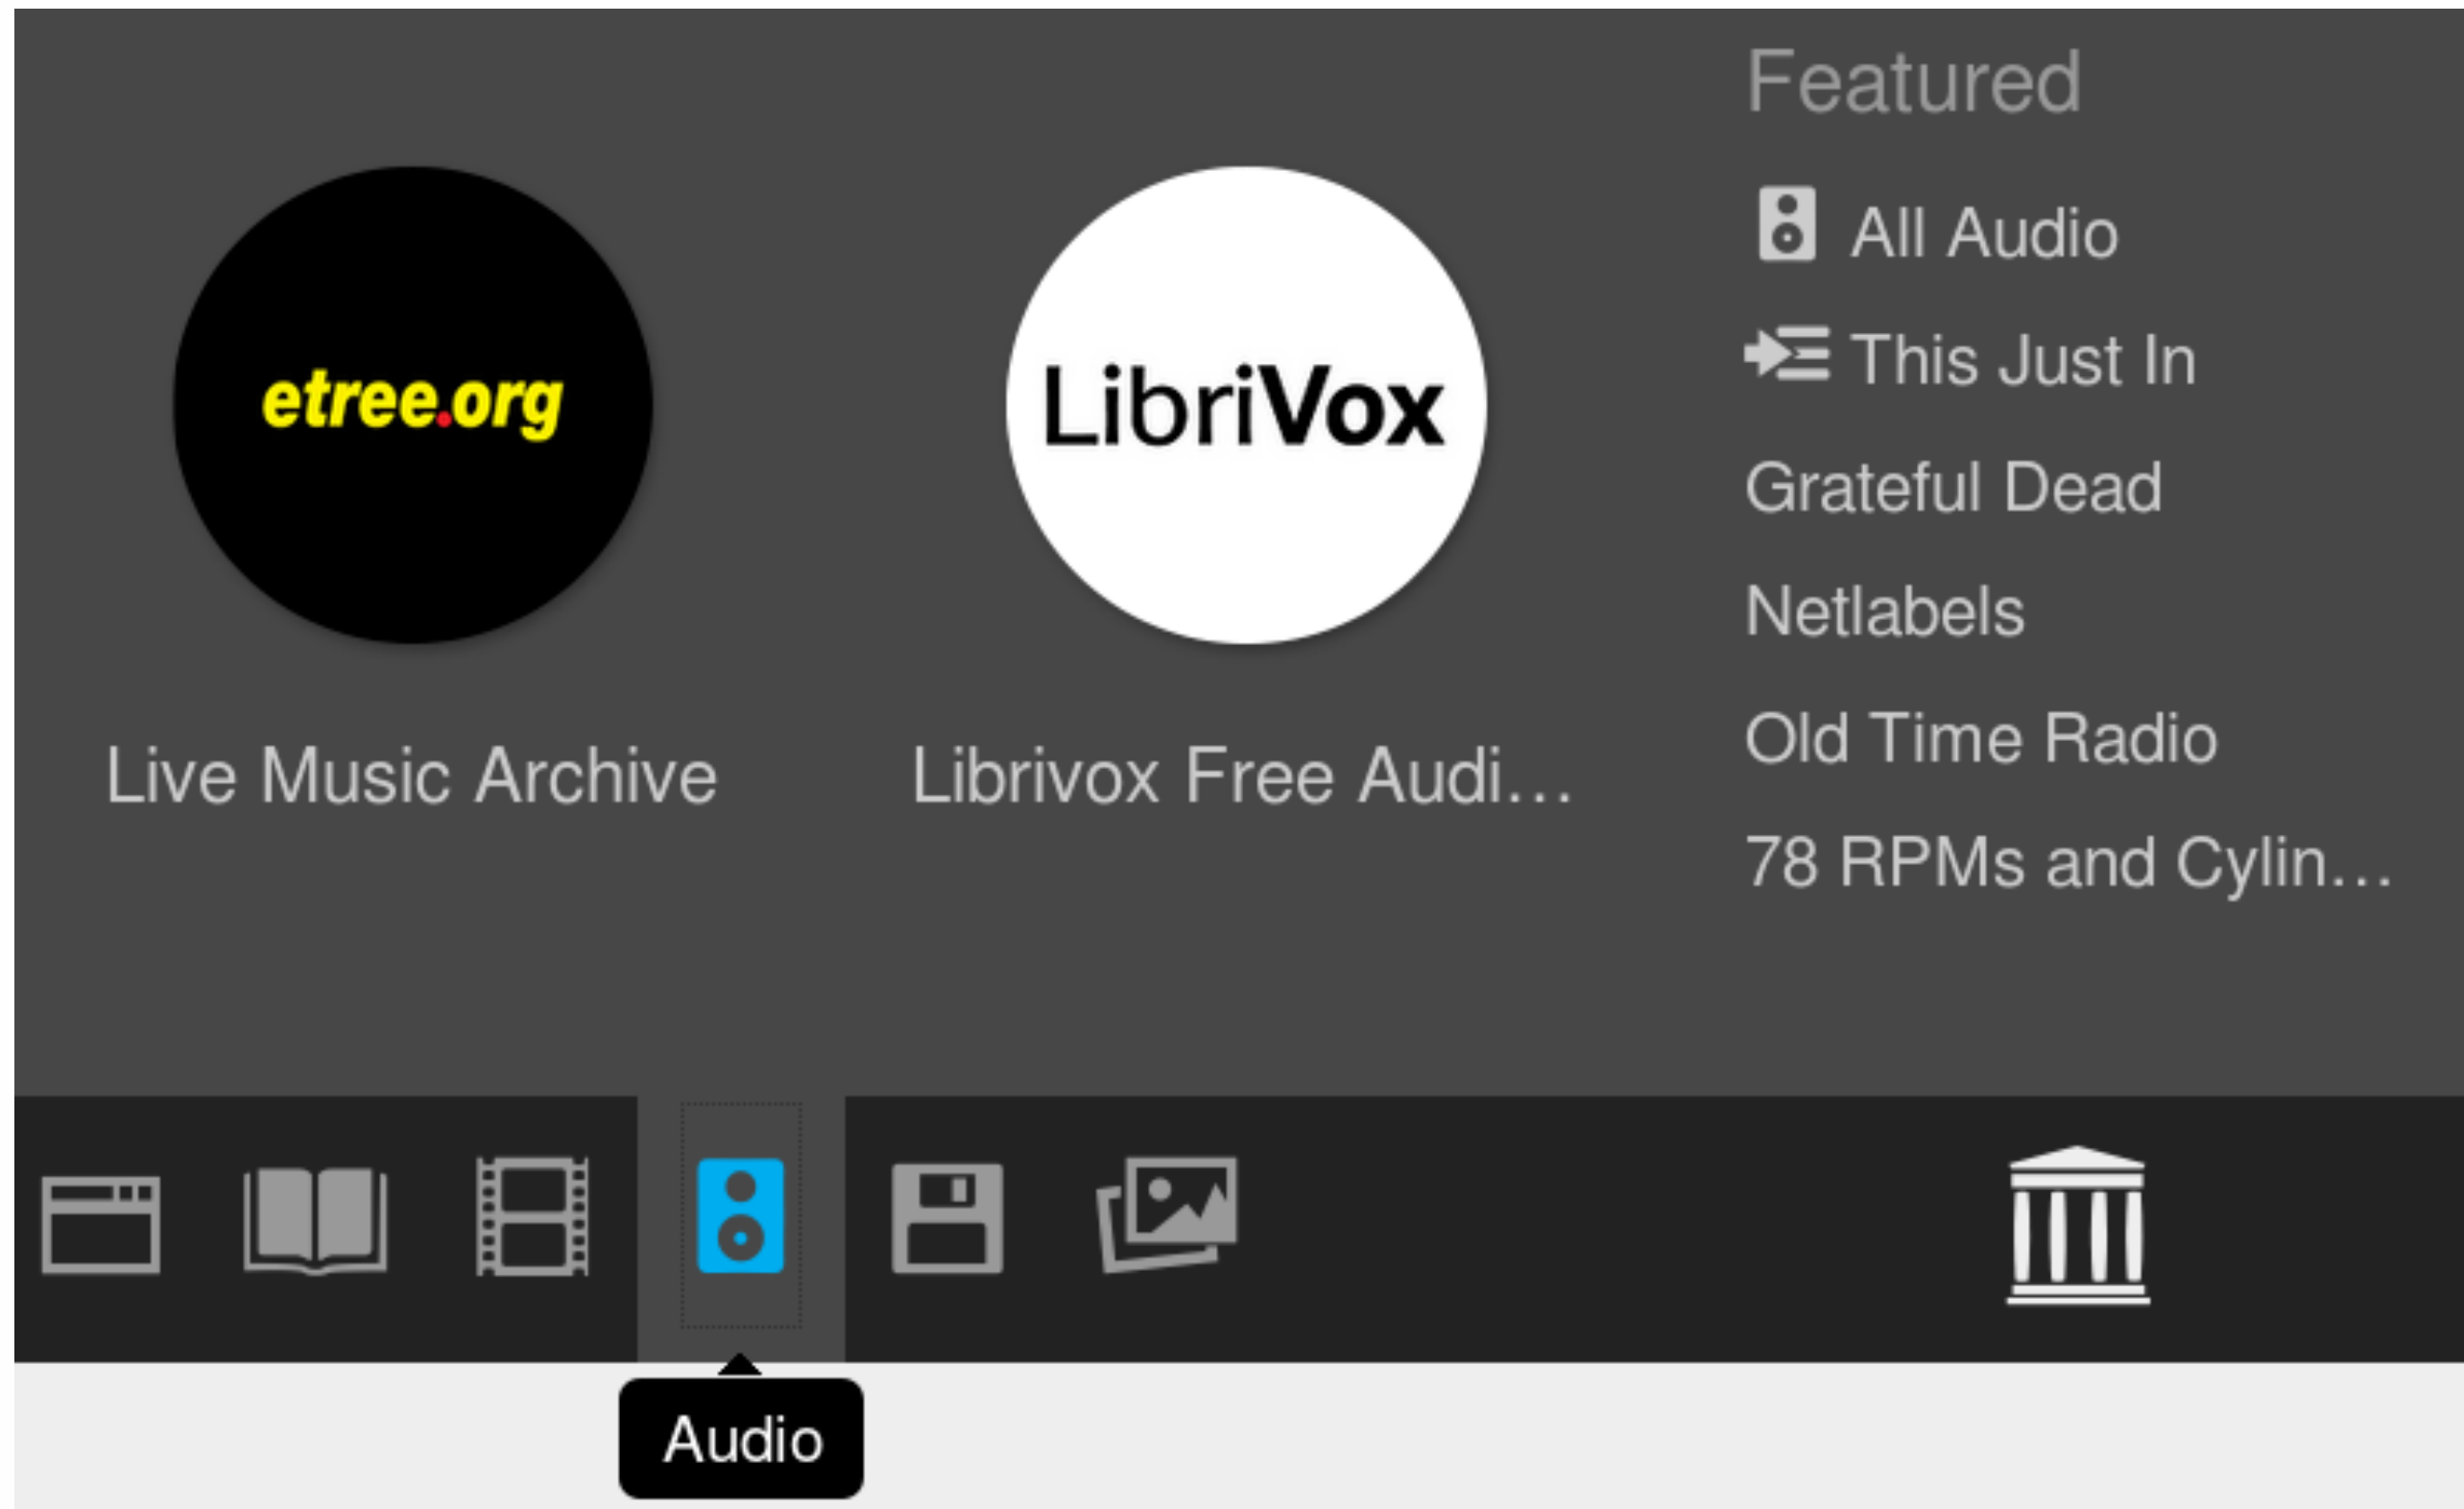 etree.org
Live Music Archive
LibriVox
Librivox Free Audi...
Featured
All Audio
This Just In
Grateful Dead
Netlabels
Old Time Radio
78 RPMs and Cylin...
Audio